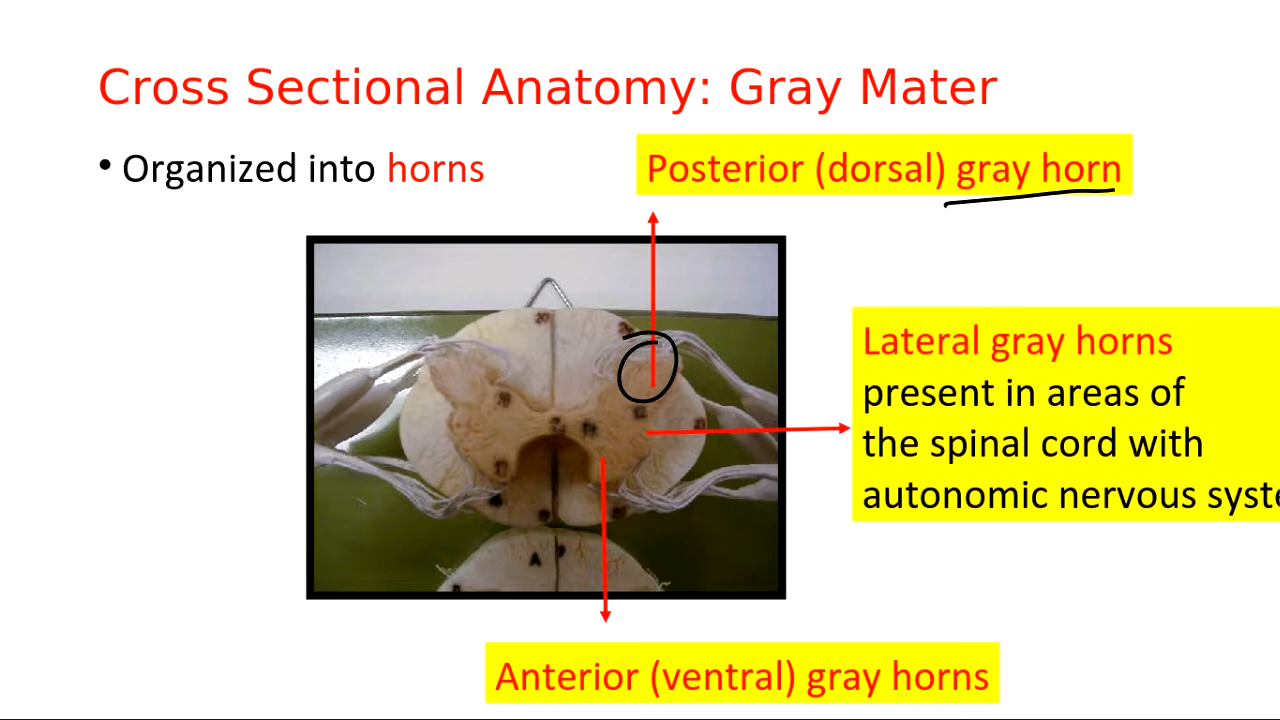 Cross Sectional Anatomy: Gray Mater
• Organized into horns
Posterior (dorsal) gray horn
Lateral gray horns
present in areas of
the spinal cord with
autonomic nervous syste
Anterior (ventral) gray horns
A